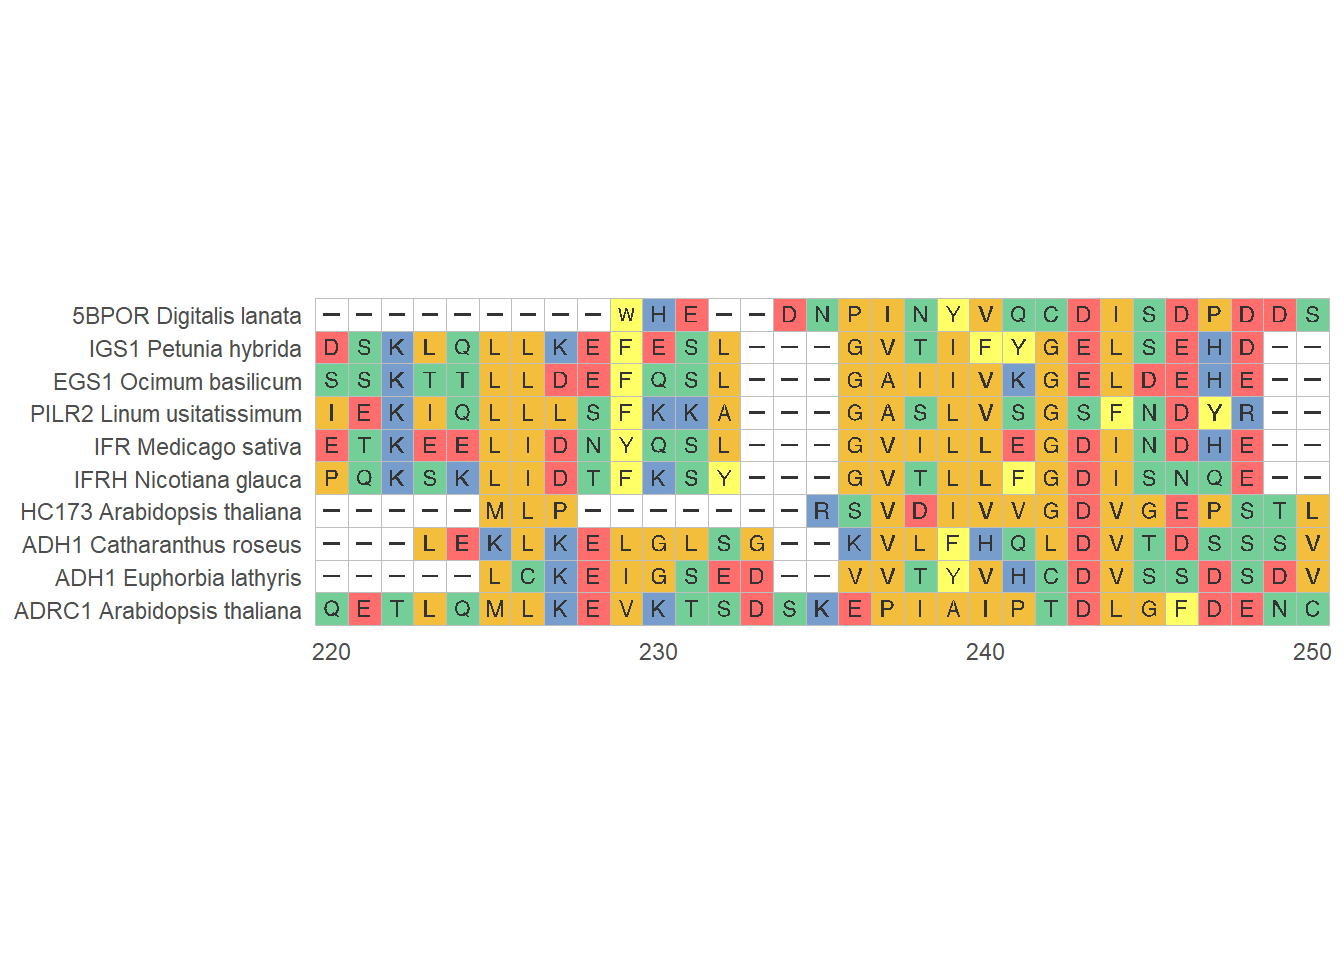 5BPOR Digitalis lanata – – – – – – – – – W H E – – D N P I N Y V Q C D I S D P D D S
IGS1 Petunia hybrida D S K L Q L L K E F E S L – – – G V T I F Y G E L S E H D – –
EGS1 Ocimum basilicum S S K T T L L D E F Q S L – – – G A I I V K G E L D E H E – –
PILR2 Linum usitatissimum I E K I Q L L L S F K K A – – – G A S L V S G S F N D Y R – –
IFR Medicago sativa E T K E E L I D N Y Q S L – – – G V I L L E G D I N D H E – –
IFRH Nicotiana glauca P Q K S K L I D T F K S Y – – – G V T L L F G D I S N Q E – –
HC173 Arabidopsis thaliana – – – – – M L P – – – – – – – R S V D I V V G D V G E P S T L
ADH1 Catharanthus roseus – – – L E K L K E L G L S G – – K V L F H Q L D V T D S S S V
ADH1 Euphorbia lathyris – – – – – L C K E I G S E D – – V V T Y V H C D V S S D S D V
ADRC1 Arabidopsis thaliana Q E T L Q M L K E V K T S D S K E P I A I P T D L G F D E N C
220 230 240 250